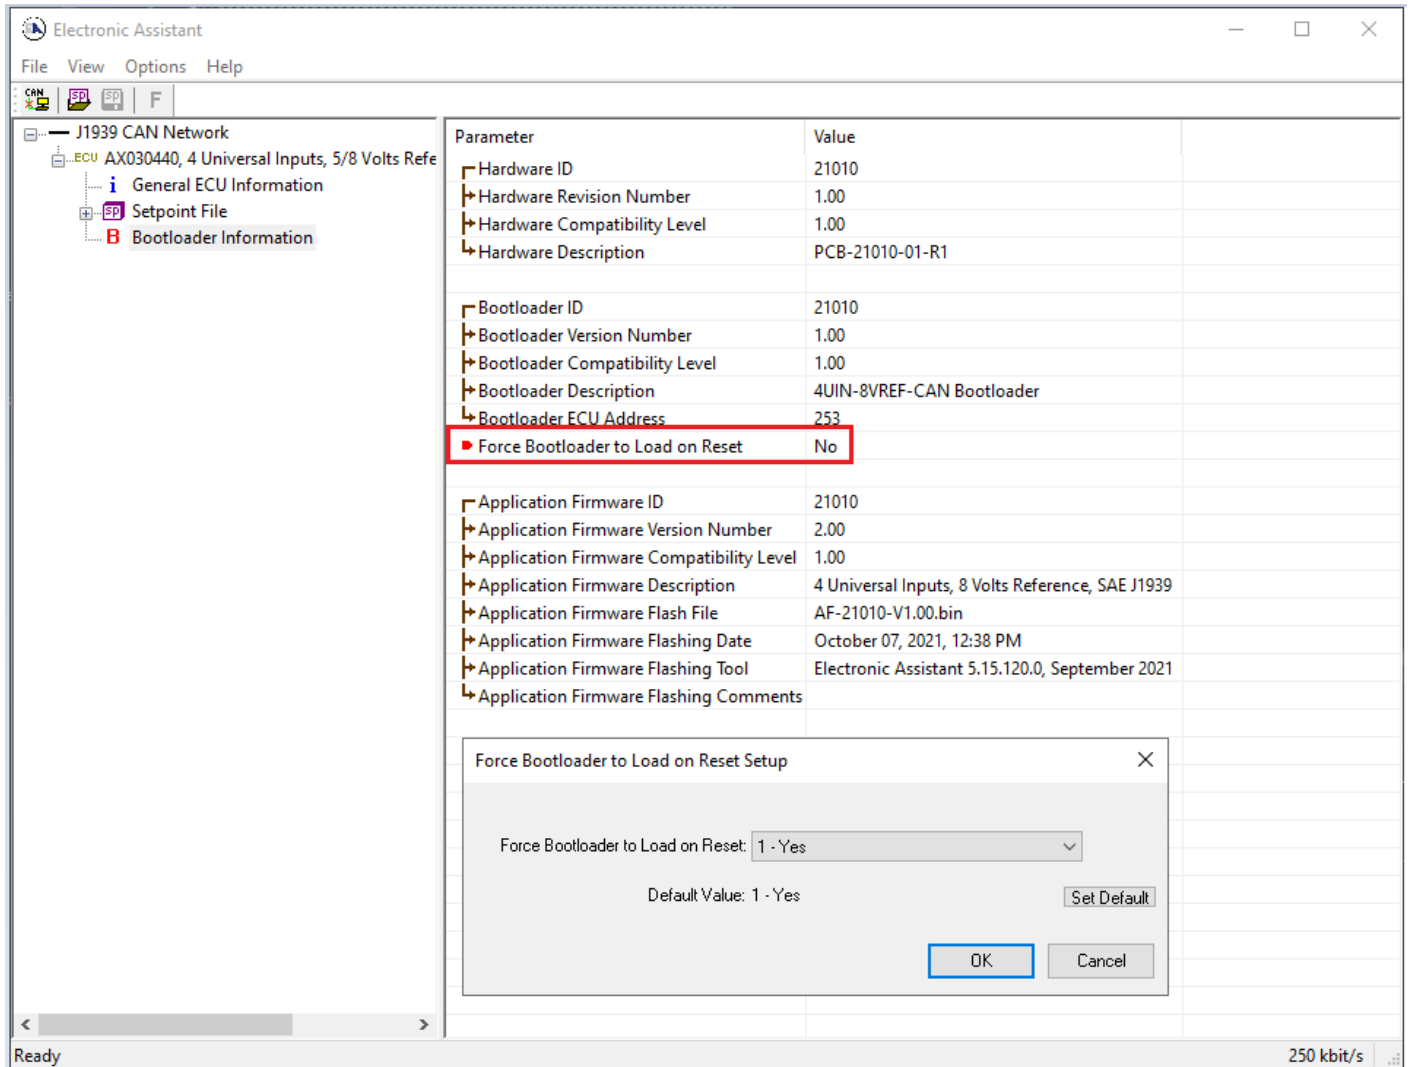 Electronic Assistant
File View Options Help
CAN SP SP F
J1939 CAN Network
ECU AX030440, 4 Universal Inputs, 5/8 Volts Refe
i General ECU Information
SP Setpoint File
B Bootloader Information
Parameter Value
Hardware ID 21010
Hardware Revision Number 1.00
Hardware Compatibility Level 1.00
Hardware Description PCB-21010-01-R1
Bootloader ID 21010
Bootloader Version Number 1.00
Bootloader Compatibility Level 1.00
Bootloader Description 4UIN-8VREF-CAN Bootloader
Bootloader ECU Address 253
Force Bootloader to Load on Reset No
Application Firmware ID 21010
Application Firmware Version Number 2.00
Application Firmware Compatibility Level 1.00
Application Firmware Description 4 Universal Inputs, 8 Volts Reference, SAE J1939
Application Firmware Flash File AF-21010-V1.00.bin
Application Firmware Flashing Date October 07, 2021, 12:38 PM
Application Firmware Flashing Tool Electronic Assistant 5.15.120.0, September 2021
Application Firmware Flashing Comments
Force Bootloader to Load on Reset Setup
Force Bootloader to Load on Reset: 1 - Yes
Default Value: 1 - Yes
Set Default
OK Cancel
Ready 250 kbit/s